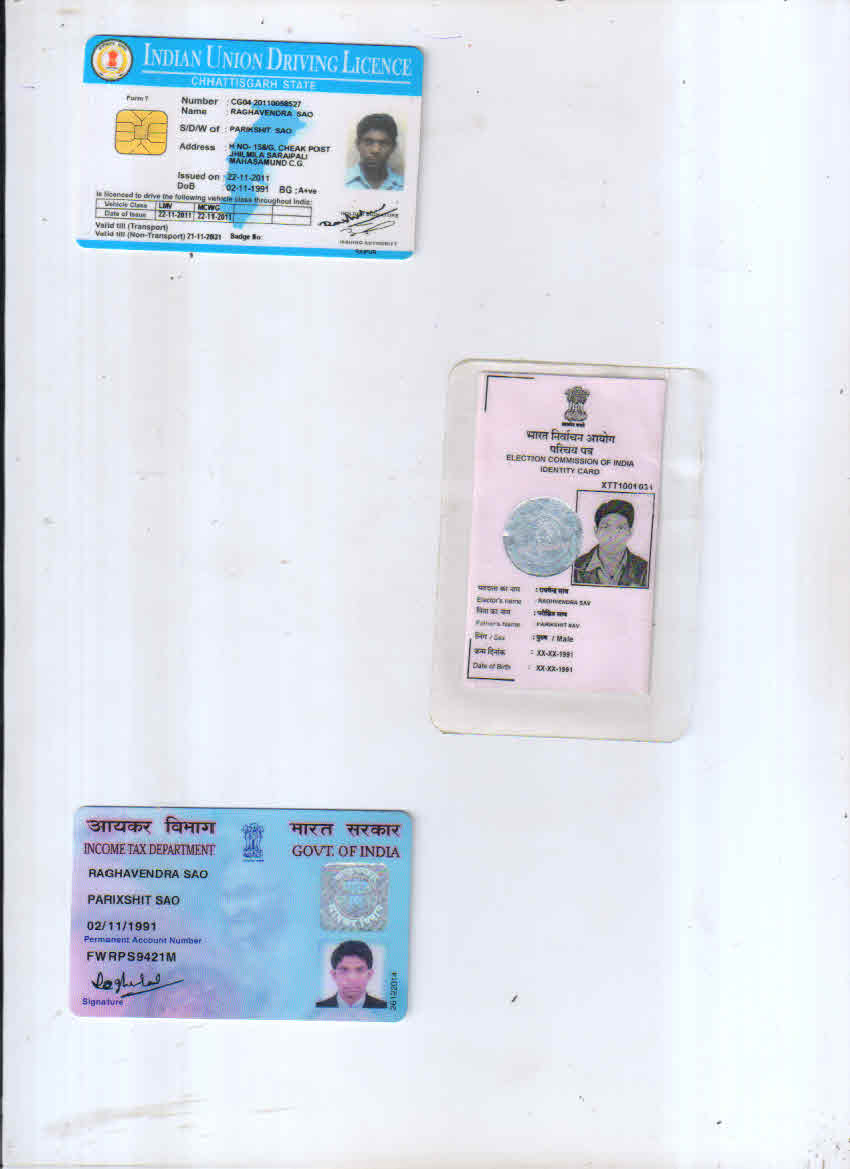 INDIAN UNION DRIVING LICENCE
CHHATTISGARH STATE
Form 7
Number : CG04 20110058527
Name : RAGHAVENDRA SAO
S/D/W of : PARIKSHIT SAO
Address : H NO- 158/G, CHEAK POIST
JHILMILA SARAIPALI
MAHASAMUND C.G.
Issued on : 22-11-2011
DoB 02-11-1991 BG ;A+ve
is licenced to drive the following vehicle class throughout India:
Vehicle Class LMV MCWG
Date of Issue 22-11-2011 22-11-2011
Valid till (Transport)
Valid till (Non-Transport) 21-11-2031 Badge No:
ISSUING AUTHORITY
RAIPUR
भारत निर्वाचन आयोग
परिचय पत्र
ELECTION COMMISSION OF INDIA
IDENTITY CARD
XTT1001031
मतदाता का नाम : राघवेन्द्र साव
Elector's name : RAGHVENDRA SAV
पिता का नाम : परीक्षित साव
Father's Name : PARIKSHIT SAV
लिंग / Sex : पुरुष / Male
जन्म दिनांक : XX-XX-1991
Date of Birth : XX-XX-1991
आयकर विभाग
INCOME TAX DEPARTMENT
भारत सरकार
GOVT. OF INDIA
RAGHAVENDRA SAO
PARIXSHIT SAO
02/11/1991
Permanent Account Number
FWRPS9421M
Signature
26122014